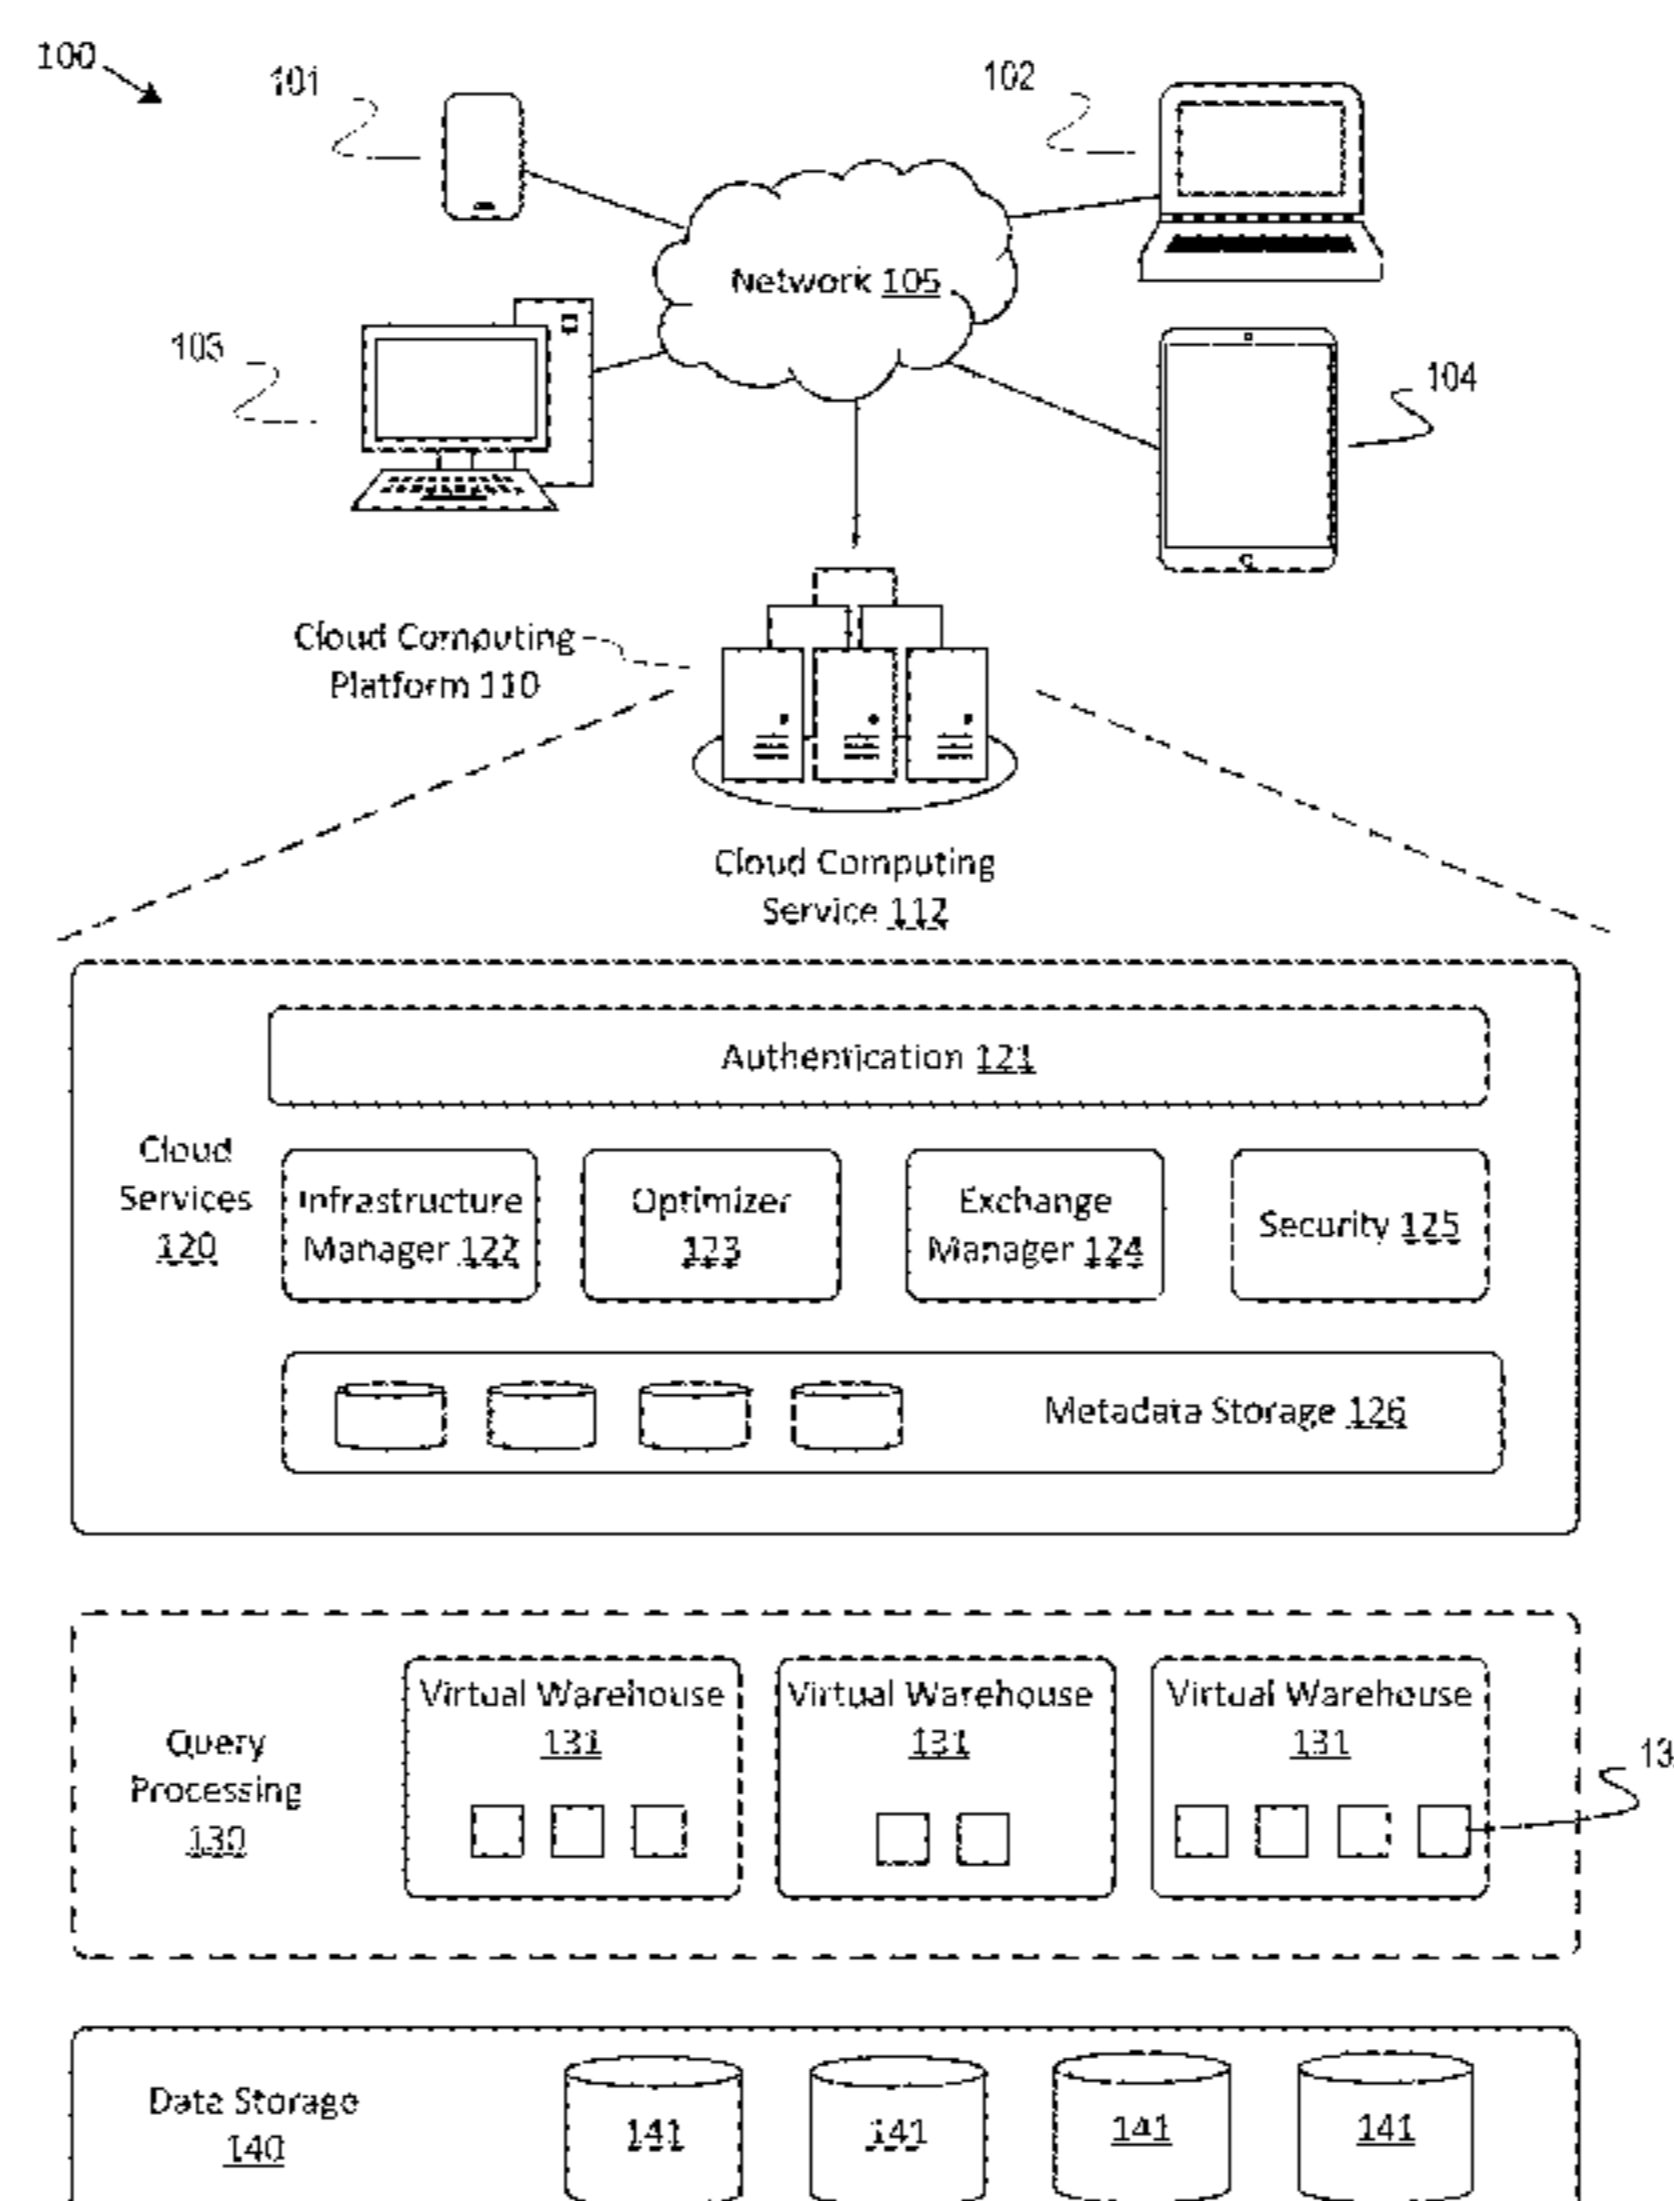 100
101
102
Network 105
103
104
Cloud Computing
Platform 110
Cloud Computing
Service 112
Authentication 121
Cloud
Services
120
Infrastructure
Manager 122
Optimizer
123
Exchange
Manager 124
Security 125
Metadata Storage 126
Query
Processing
130
Virtual Warehouse
131
Virtual Warehouse
131
Virtual Warehouse
131
13
Data Storage
140
141
141
141
141